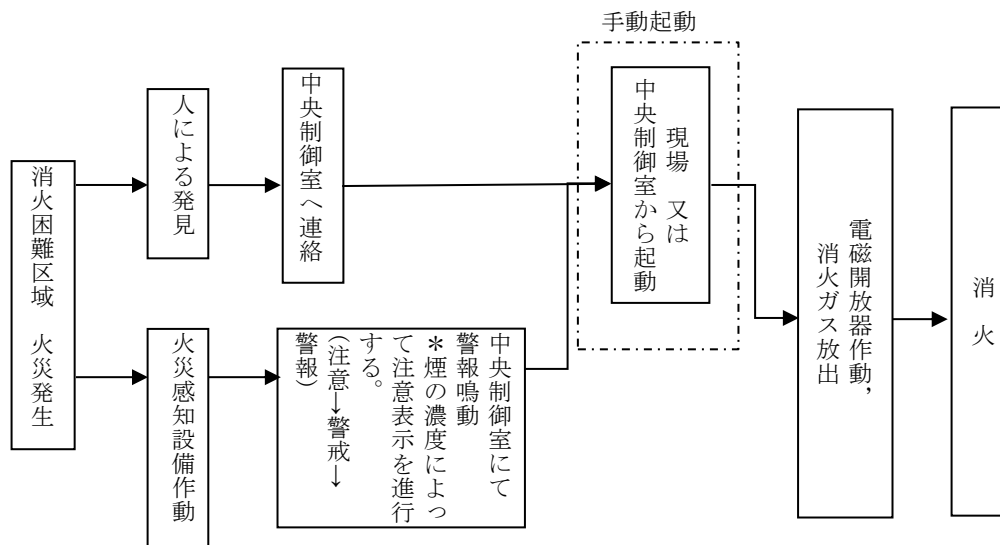 手動起動
消火困難区域　火災発生
人による発見
中央制御室へ連絡
火災感知設備作動
中央制御室にて
警報鳴動
＊煙の濃度によっ
て注意表示を進行
する。
(注意→警戒→
警報)
現場　又は
中央制御室から起動
電磁開放器作動,
消火ガス放出
消　火